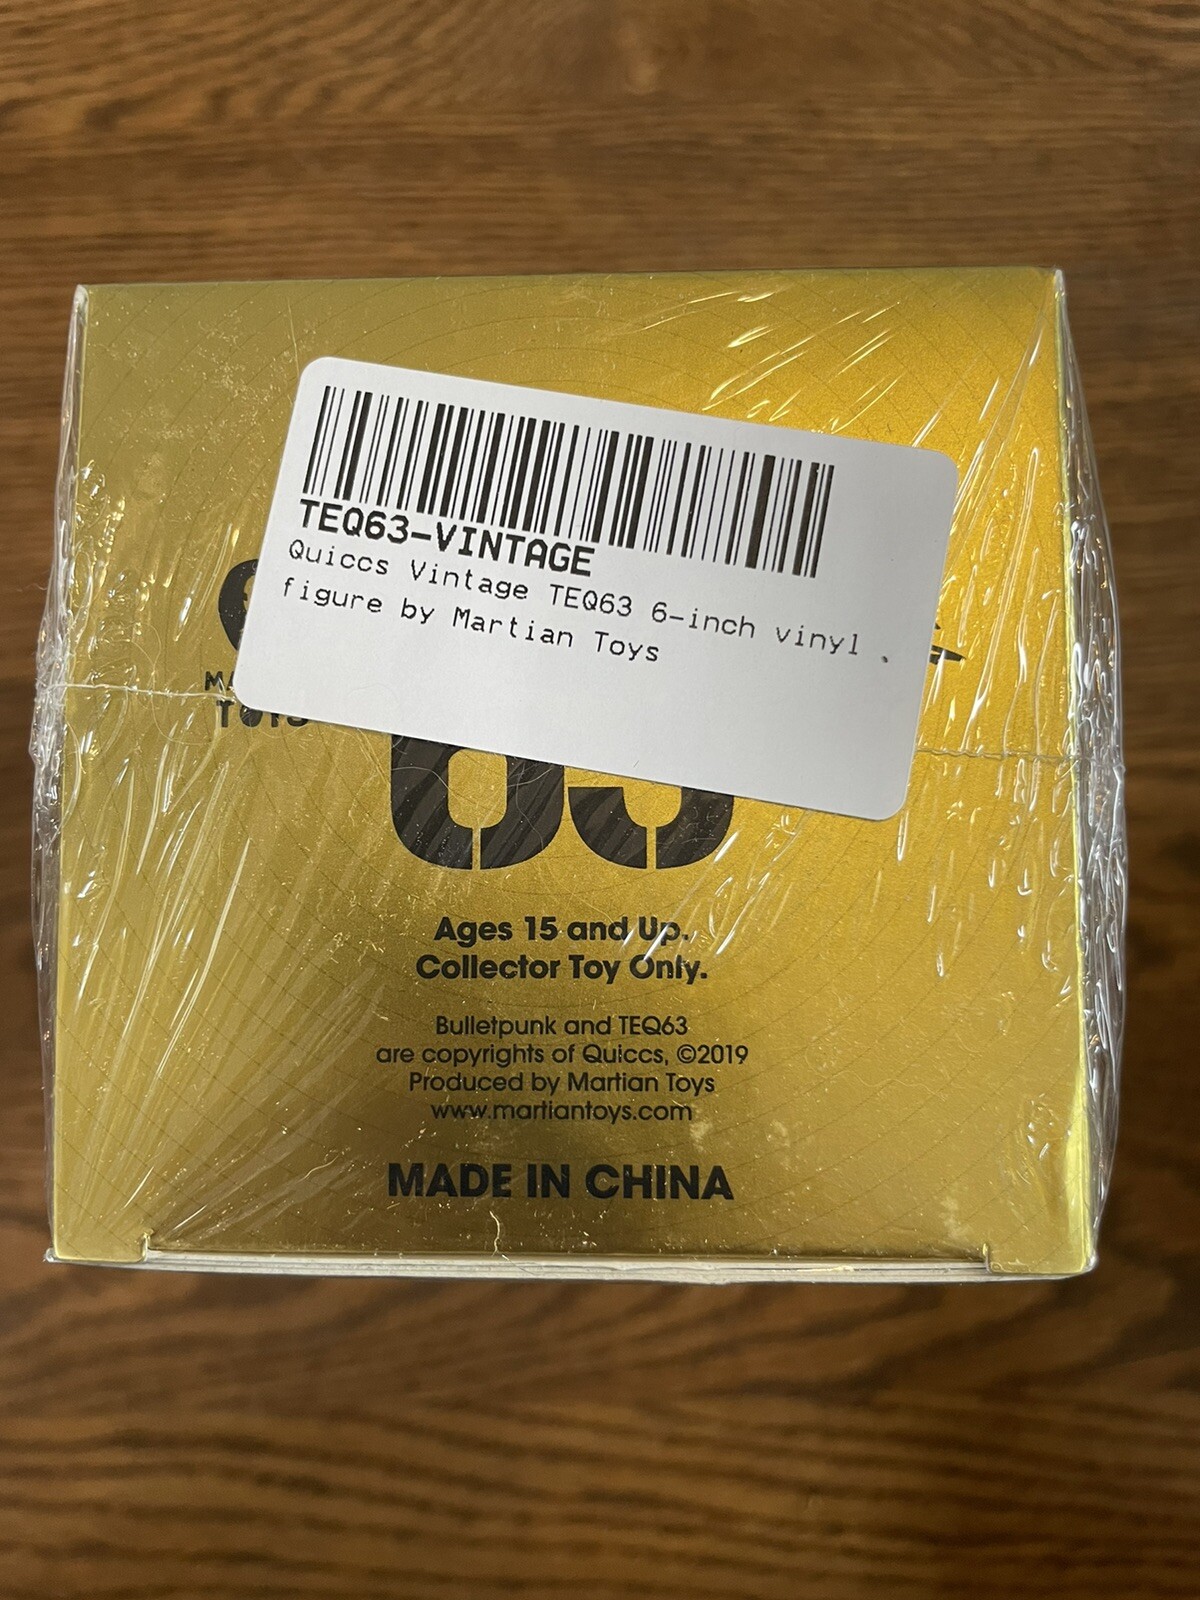 TEQ63-VINTAGE
Quiccs Vintage TEQ63 6-inch vinyl .
figure by Martian Toys
63
Ages 15 and Up.
Collector Toy Only.
Bulletpunk and TEQ63
are copyrights of Quiccs, ©2019
Produced by Martian Toys
www.martiantoys.com
MADE IN CHINA